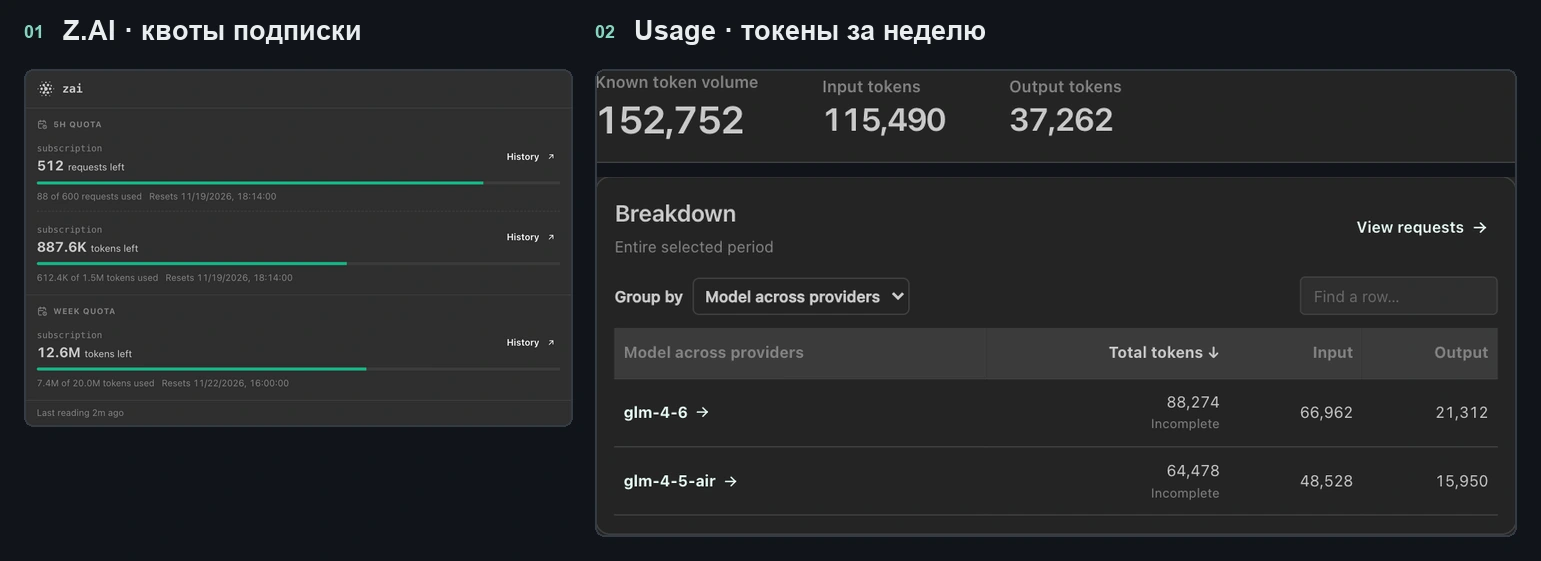 01 Z.AI · квоты подписки
zai
5H QUOTA
subscription
512 requests left
History ↗
88 of 600 requests used Resets 11/19/2026, 18:14:00
subscription
887.6K tokens left
History ↗
612.4K of 1.5M tokens used Resets 11/19/2026, 18:14:00
WEEK QUOTA
subscription
12.6M tokens left
History ↗
7.4M of 20.0M tokens used Resets 11/22/2026, 16:00:00
Last reading 2m ago
02 Usage · токены за неделю
Known token volume Input tokens Output tokens
152,752 115,490 37,262
Breakdown
Entire selected period
View requests →
Group by Model across providers Find a row...
Model across providers Total tokens ↓ Input Output
glm-4-6 → 88,274 66,962 21,312
Incomplete
glm-4-5-air → 64,478 48,528 15,950
Incomplete